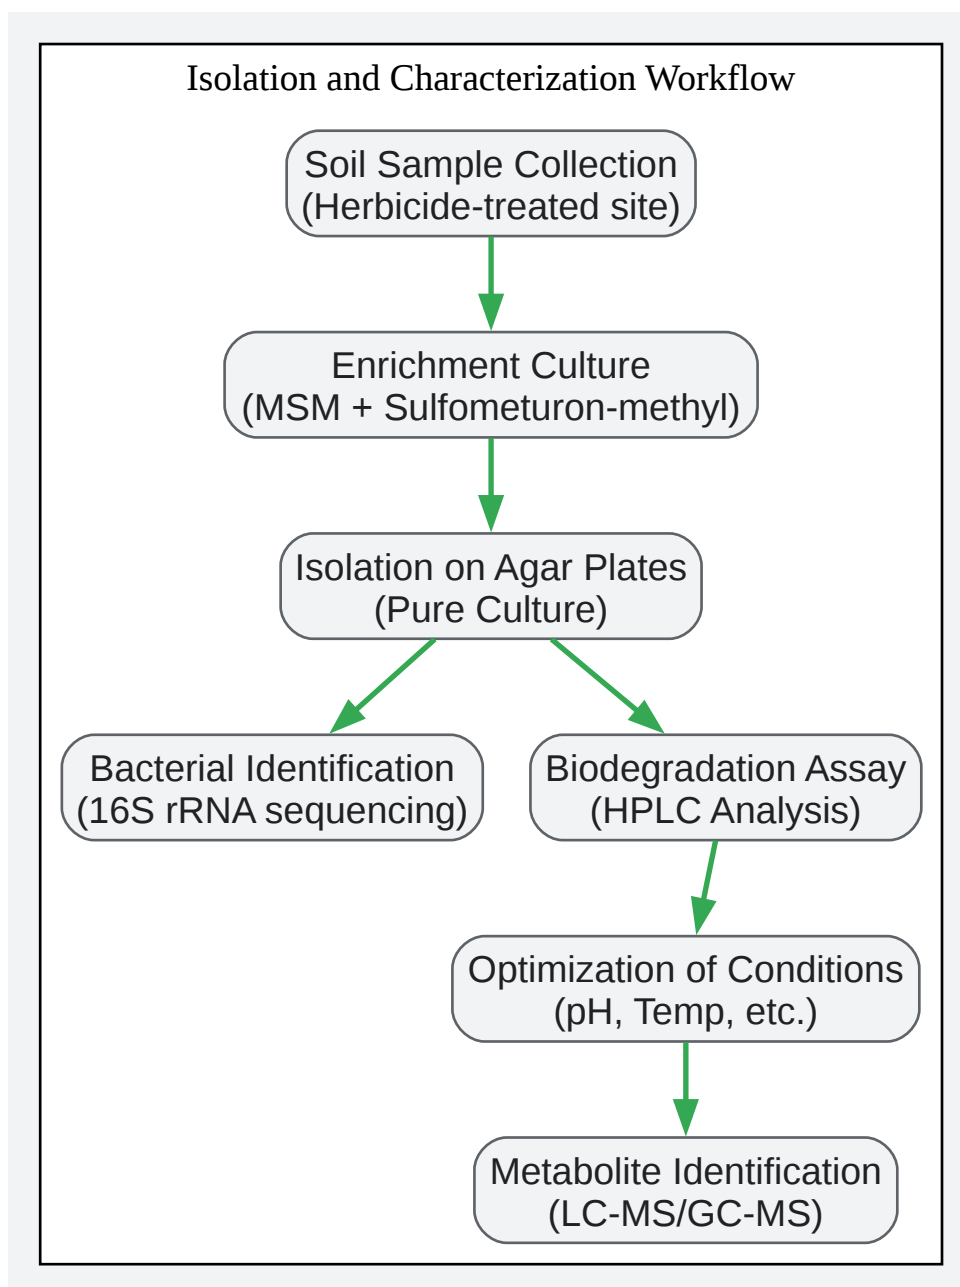 Isolation and Characterization Workflow
Soil Sample Collection
(Herbicide-treated site)
Enrichment Culture
(MSM + Sulfometuron-methyl)
Isolation on Agar Plates
(Pure Culture)
Bacterial Identification
(16S rRNA sequencing)
Biodegradation Assay
(HPLC Analysis)
Optimization of Conditions
(pH, Temp, etc.)
Metabolite Identification
(LC-MS/GC-MS)